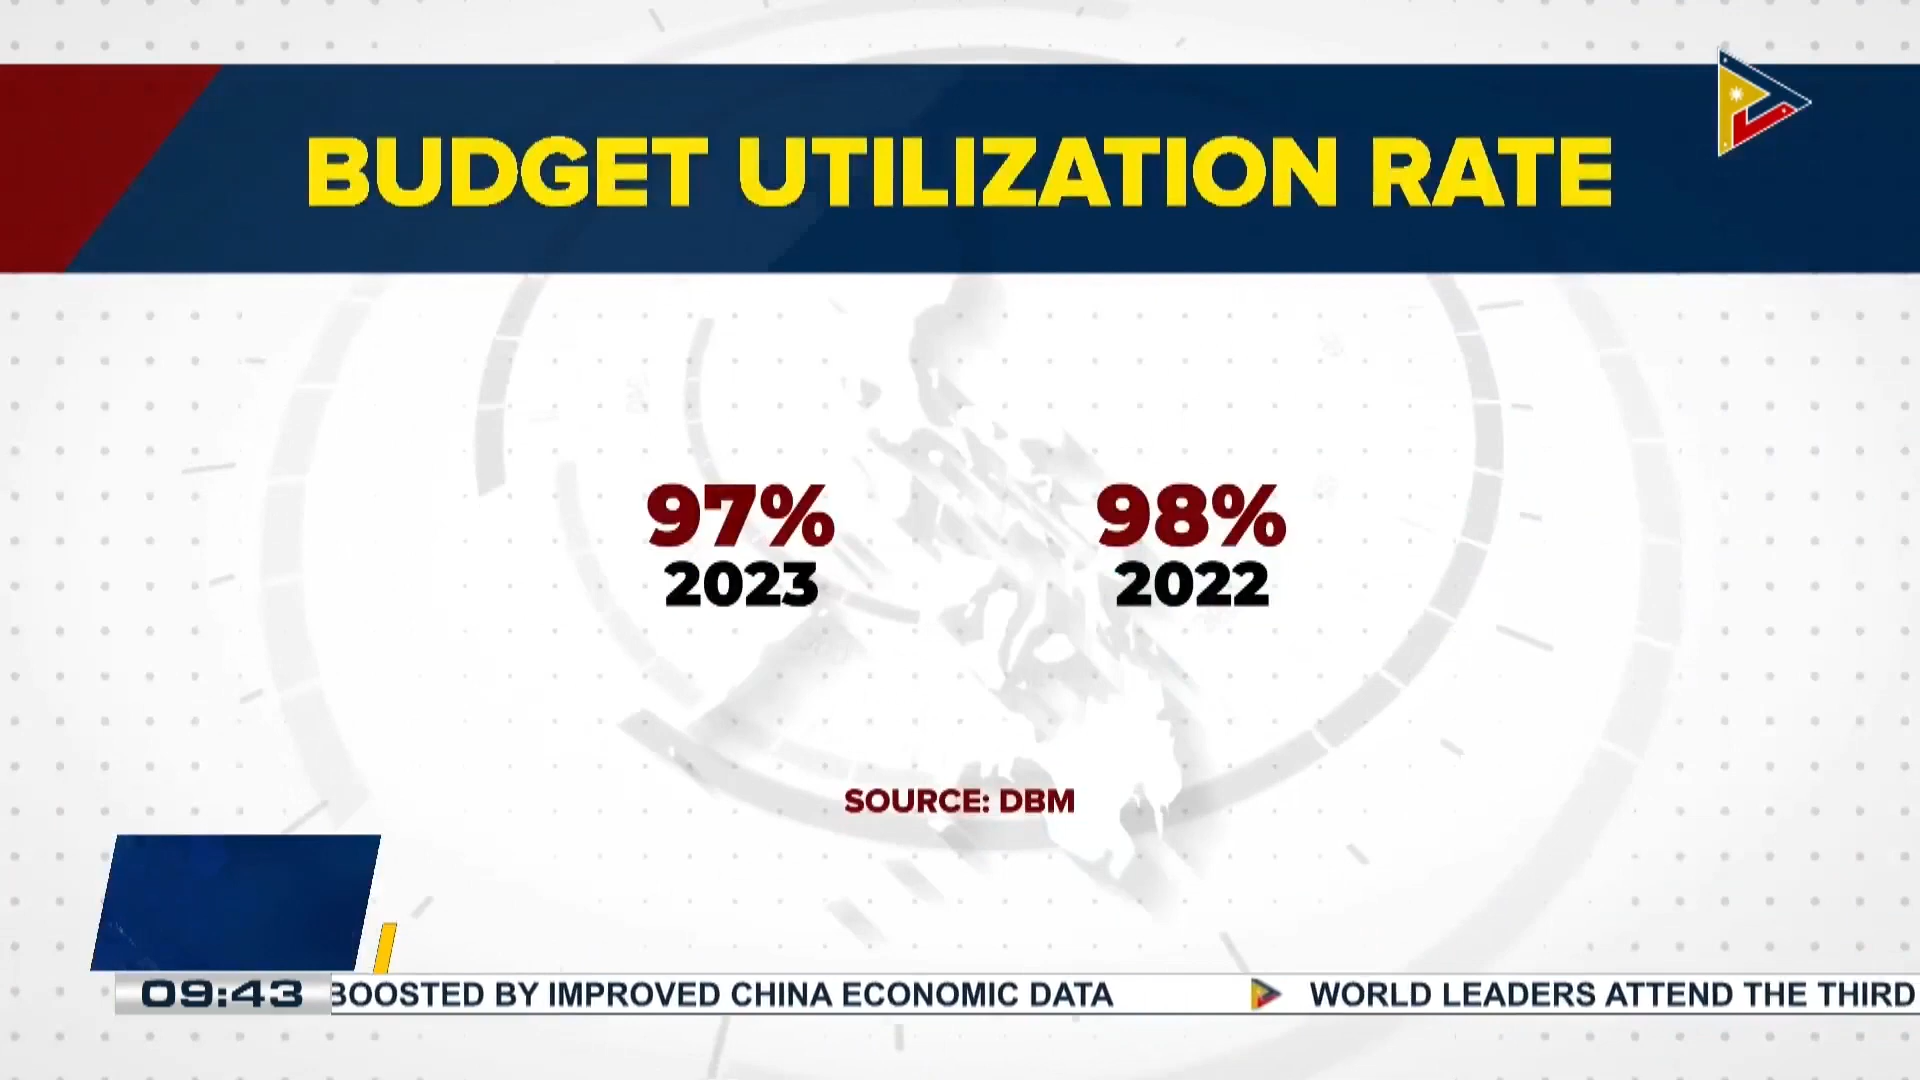 BUDGET UTILIZATION RATE
97%
2023
98%
2022
SOURCE: DBM
09:43
BOOSTED BY IMPROVED CHINA ECONOMIC DATA
WORLD LEADERS ATTEND THE THIRD